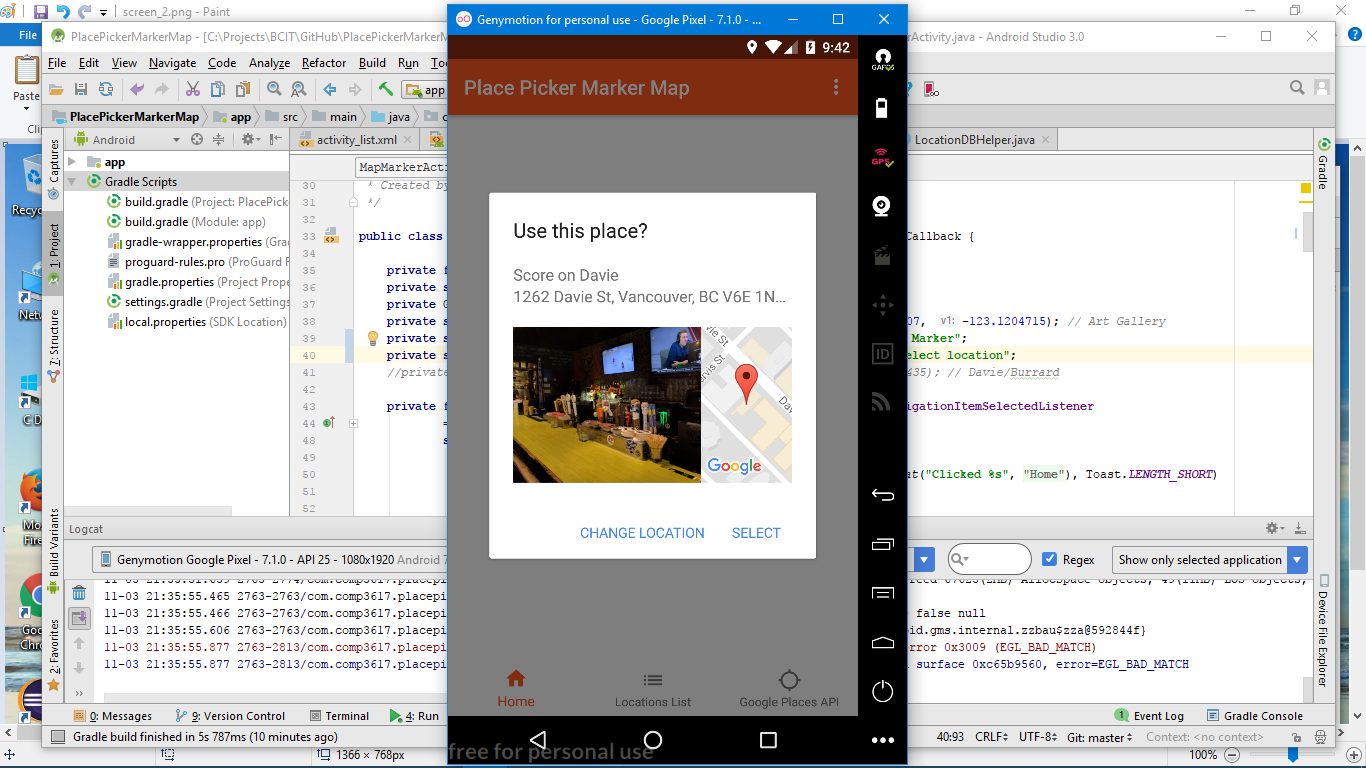 screen_2.png - Paint
File
Paste
PlacePickerMarkerMap - [C:\Projects\BCIT\GitHub\PlacePickerMarkerMap
Activity.java - Android Studio 3.0
File Edit View Navigate Code Analyze Refactor Build Run
app
PlacePickerMarkerMap app src main java
Android
activity_list.xml
LocationDBHelper.java
Captures
1: Project
7: Structure
Build Variants
2: Favorites
app
Gradle Scripts
build.gradle (Project: PlacePick
build.gradle (Module: app)
gradle-wrapper.properties (Gra
proguard-rules.pro (ProGuard
gradle.properties (Project Prope
settings.gradle (Project Settings
local.properties (SDK Location)
MapMarkerActi
30 * Created by
31 */
32
33 public class
Callback {
34
35 private f
36 private s
37 private G
38 private s
07, v1: -123.1204715); // Art Gallery
39 private s
Marker";
40 private s
elect location";
41 //private
435); // Davie/Burrard
42
43 private f
vigationItemSelectedListener
44 =
48 s
49
50
at("Clicked %s", "Home"), Toast.LENGTH_SHORT)
51
52
Gradle
Device File Explorer
Genymotion for personal use - Google Pixel - 7.1.0 - ...
9:42
Place Picker Marker Map
Use this place?
Score on Davie
1262 Davie St, Vancouver, BC V6E 1N...
Google
CHANGE LOCATION SELECT
Home
Locations List
Google Places API
free for personal use
GPS
ID
Logcat
Genymotion Google Pixel - 7.1.0 - API 25 - 1080x1920 Android 7
Regex
Show only selected application
11-03 21:35:55.465 2763-2763/com.comp3617.placepi
11-03 21:35:55.466 2763-2763/com.comp3617.placepi
false null
11-03 21:35:55.606 2763-2763/com.comp3617.placepi
oid.gms.internal.zzbau$zza@592844f}
11-03 21:35:55.877 2763-2813/com.comp3617.placepi
error 0x3009 (EGL_BAD_MATCH)
11-03 21:35:55.877 2763-2813/com.comp3617.placepi
surface 0xc65b9560, error=EGL_BAD_MATCH
0: Messages 9: Version Control Terminal 4: Run
1 Event Log Gradle Console
Gradle build finished in 5s 787ms (10 minutes ago)
40:93 CRLF UTF-8 Git: master Context: <no context>
1366 × 768px
100%